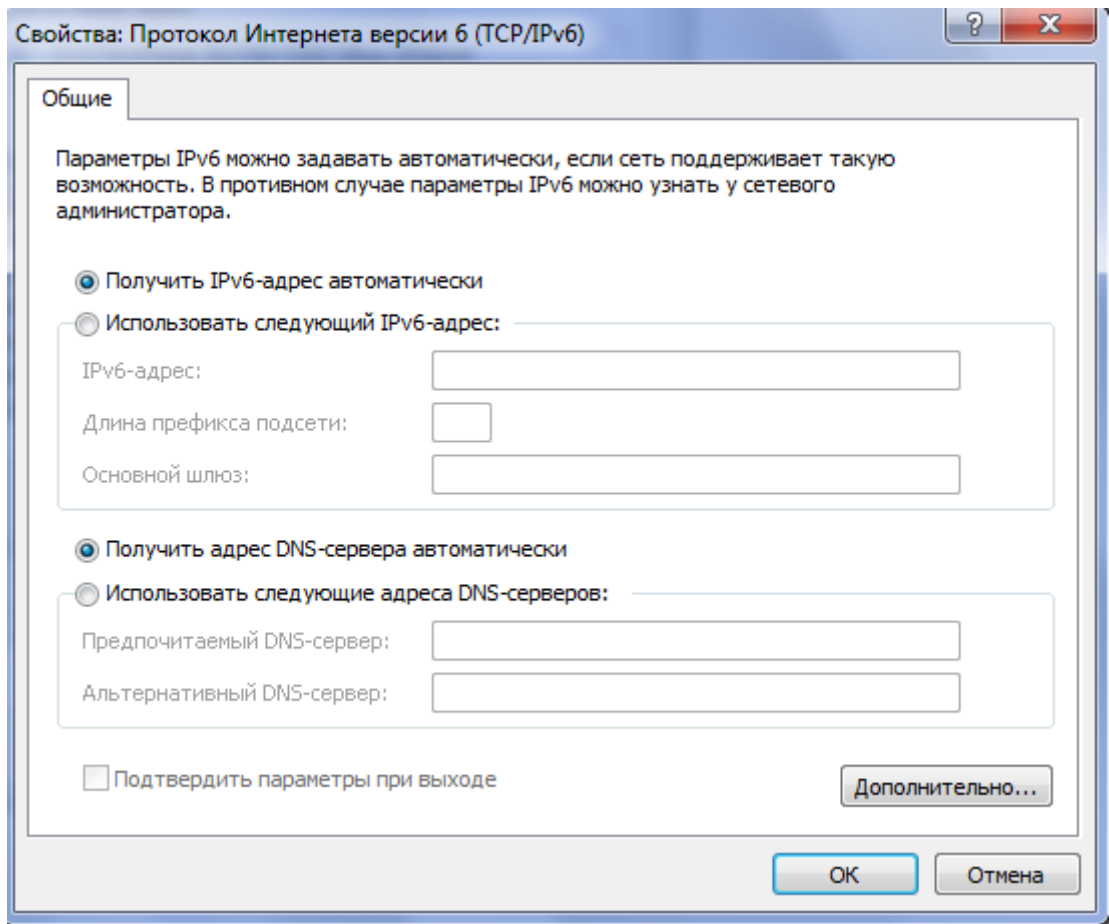 Свойства: Протокол Интернета версии 6 (TCP/IPv6)
?
Общие
Параметры IPv6 можно задавать автоматически, если сеть поддерживает такую
возможность. В противном случае параметры IPv6 можно узнать у сетевого
администратора.
Получить IPv6-адрес автоматически
Использовать следующий IPv6-адрес:
IPv6-адрес:
Длина префикса подсети:
Основной шлюз:
Получить адрес DNS-сервера автоматически
Использовать следующие адреса DNS-серверов:
Предпочитаемый DNS-сервер:
Альтернативный DNS-сервер:
Подтвердить параметры при выходе
Дополнительно...
ОК
Отмена